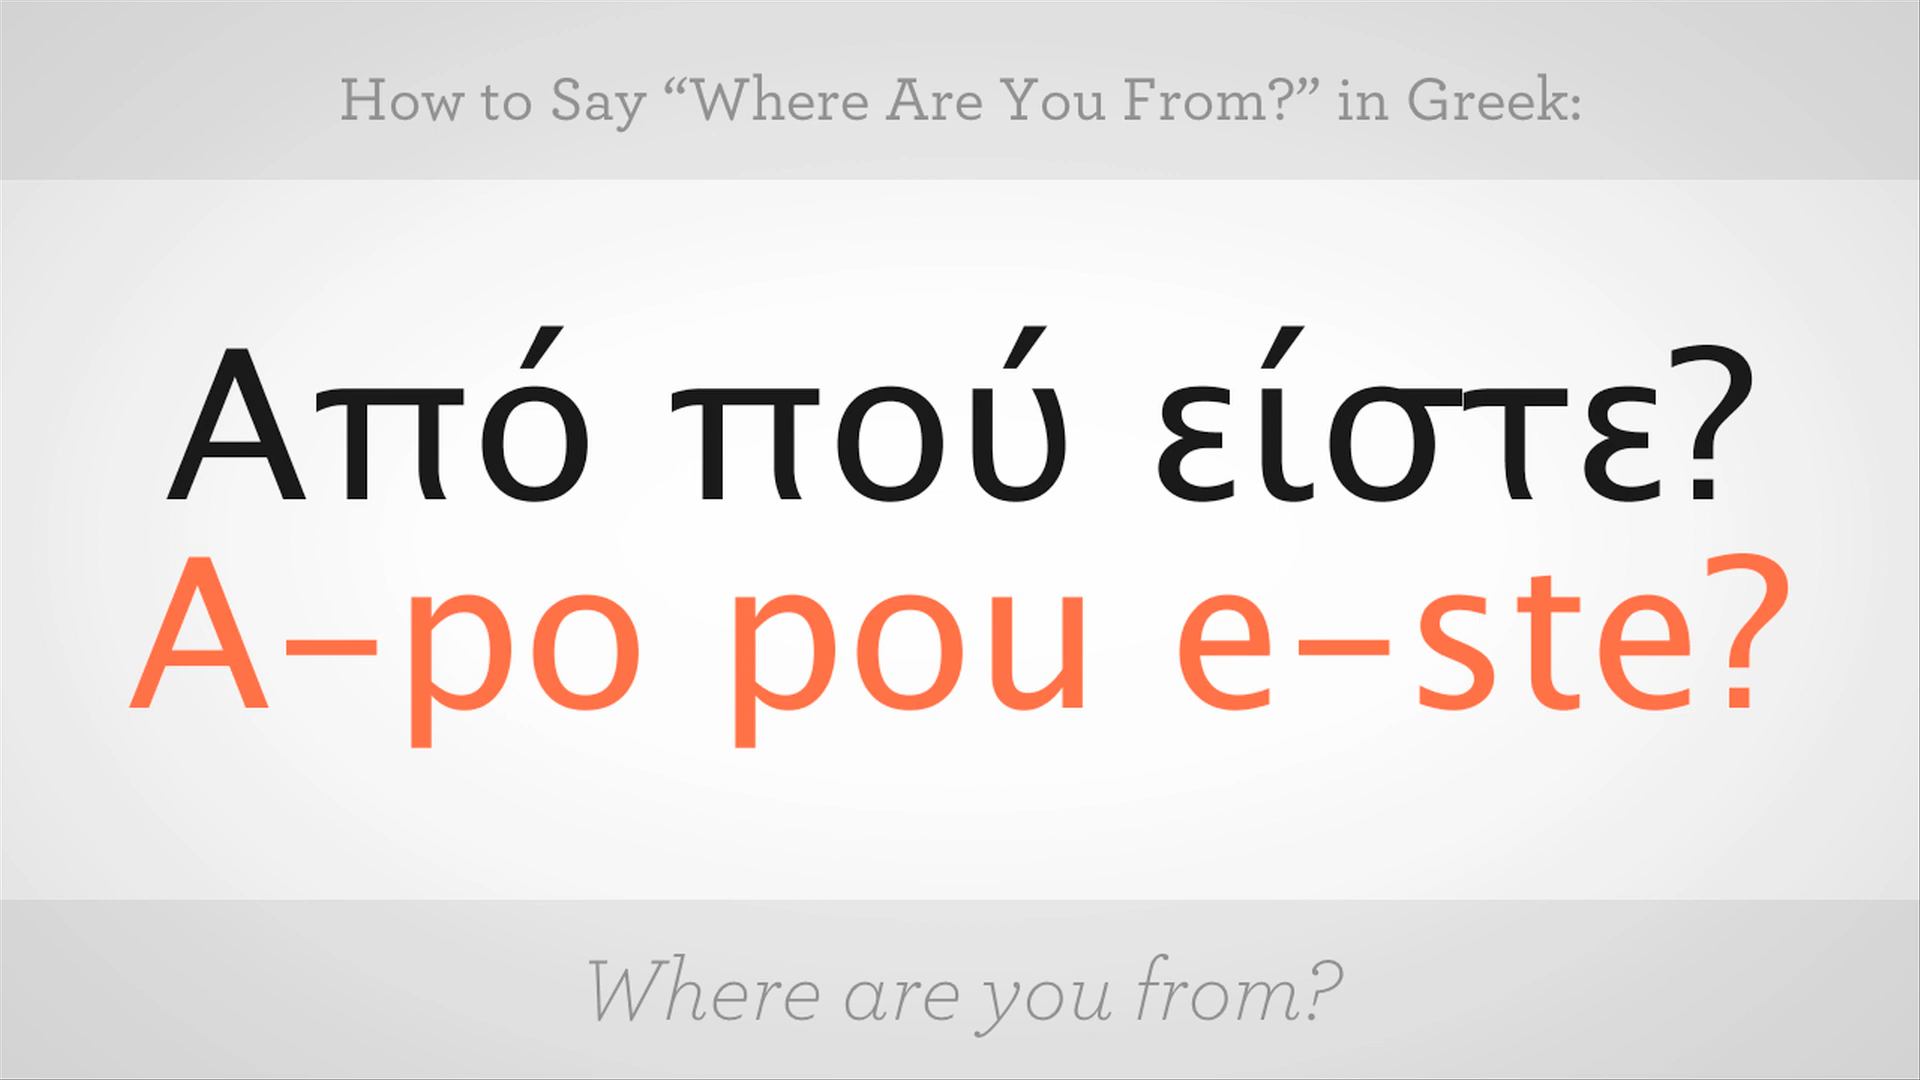 How to Say “Where Are You From?” in Greek:
Από πού είστε?
A–po pou e–ste?
Where are you from?